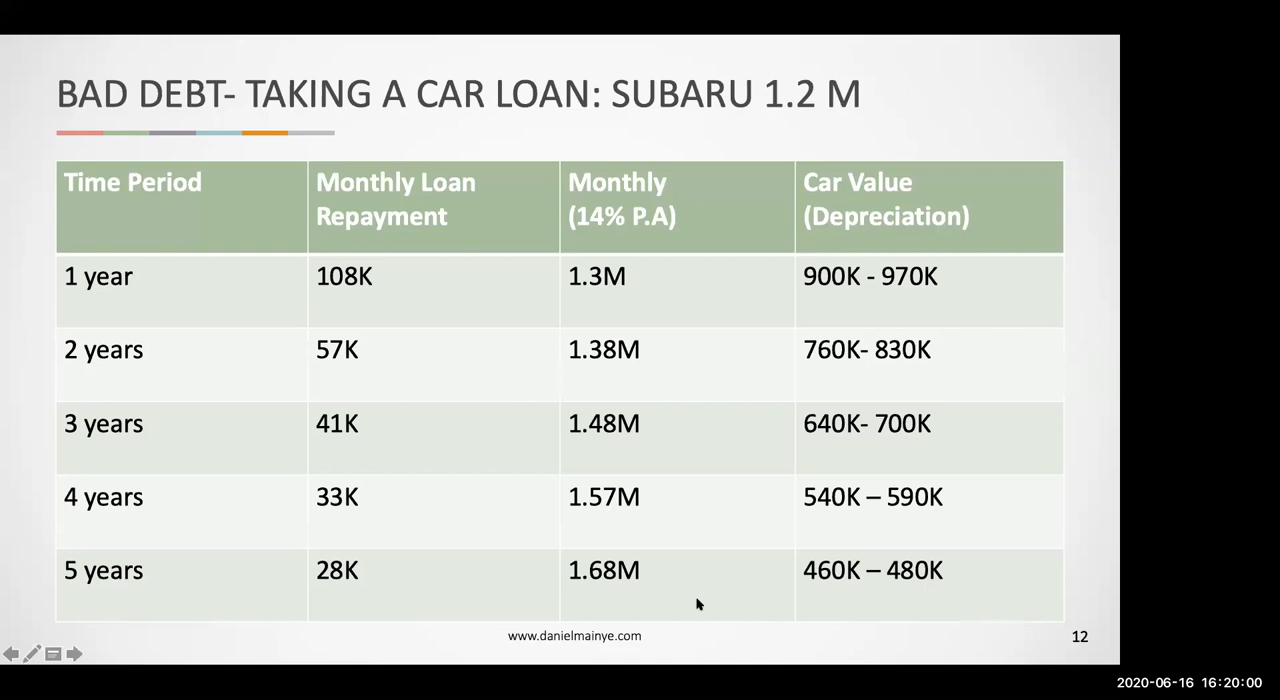 BAD DEBT- TAKING A CAR LOAN: SUBARU 1.2 M
Time Period Monthly Loan Repayment Monthly (14% P.A) Car Value (Depreciation)
1 year 108K 1.3M 900K - 970K
2 years 57K 1.38M 760K- 830K
3 years 41K 1.48M 640K- 700K
4 years 33K 1.57M 540K – 590K
5 years 28K 1.68M 460K – 480K
www.danielmainye.com
12
2020-06-16 16:20:00